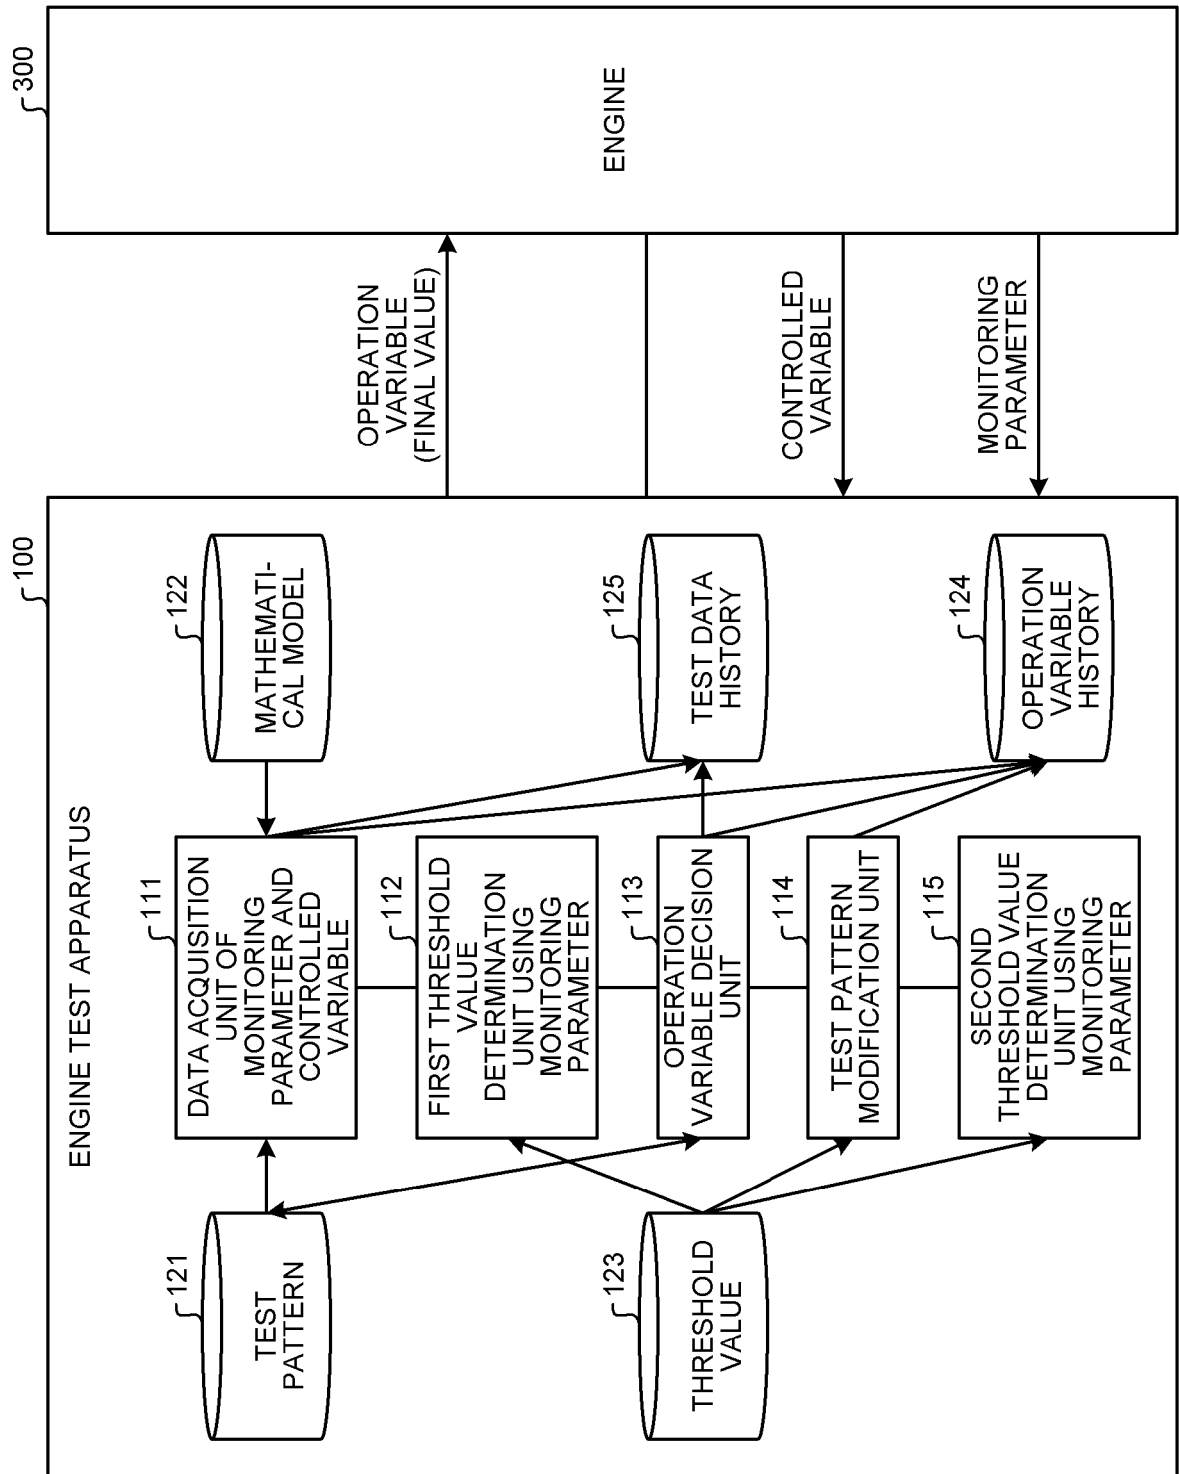 100
ENGINE TEST APPARATUS
121
TEST
PATTERN
123
THRESHOLD
VALUE
111
DATA ACQUISITION
UNIT OF
MONITORING
PARAMETER AND
CONTROLLED
VARIABLE
112
FIRST THRESHOLD
VALUE
DETERMINATION
UNIT USING
MONITORING
PARAMETER
113
OPERATION
VARIABLE DECISION
UNIT
114
TEST PATTERN
MODIFICATION UNIT
115
SECOND
THRESHOLD VALUE
DETERMINATION
UNIT USING
MONITORING
PARAMETER
122
MATHEMATI-
CAL MODEL
125
TEST DATA
HISTORY
124
OPERATION
VARIABLE
HISTORY
OPERATION
VARIABLE
(FINAL VALUE)
CONTROLLED
VARIABLE
MONITORING
PARAMETER
300
ENGINE